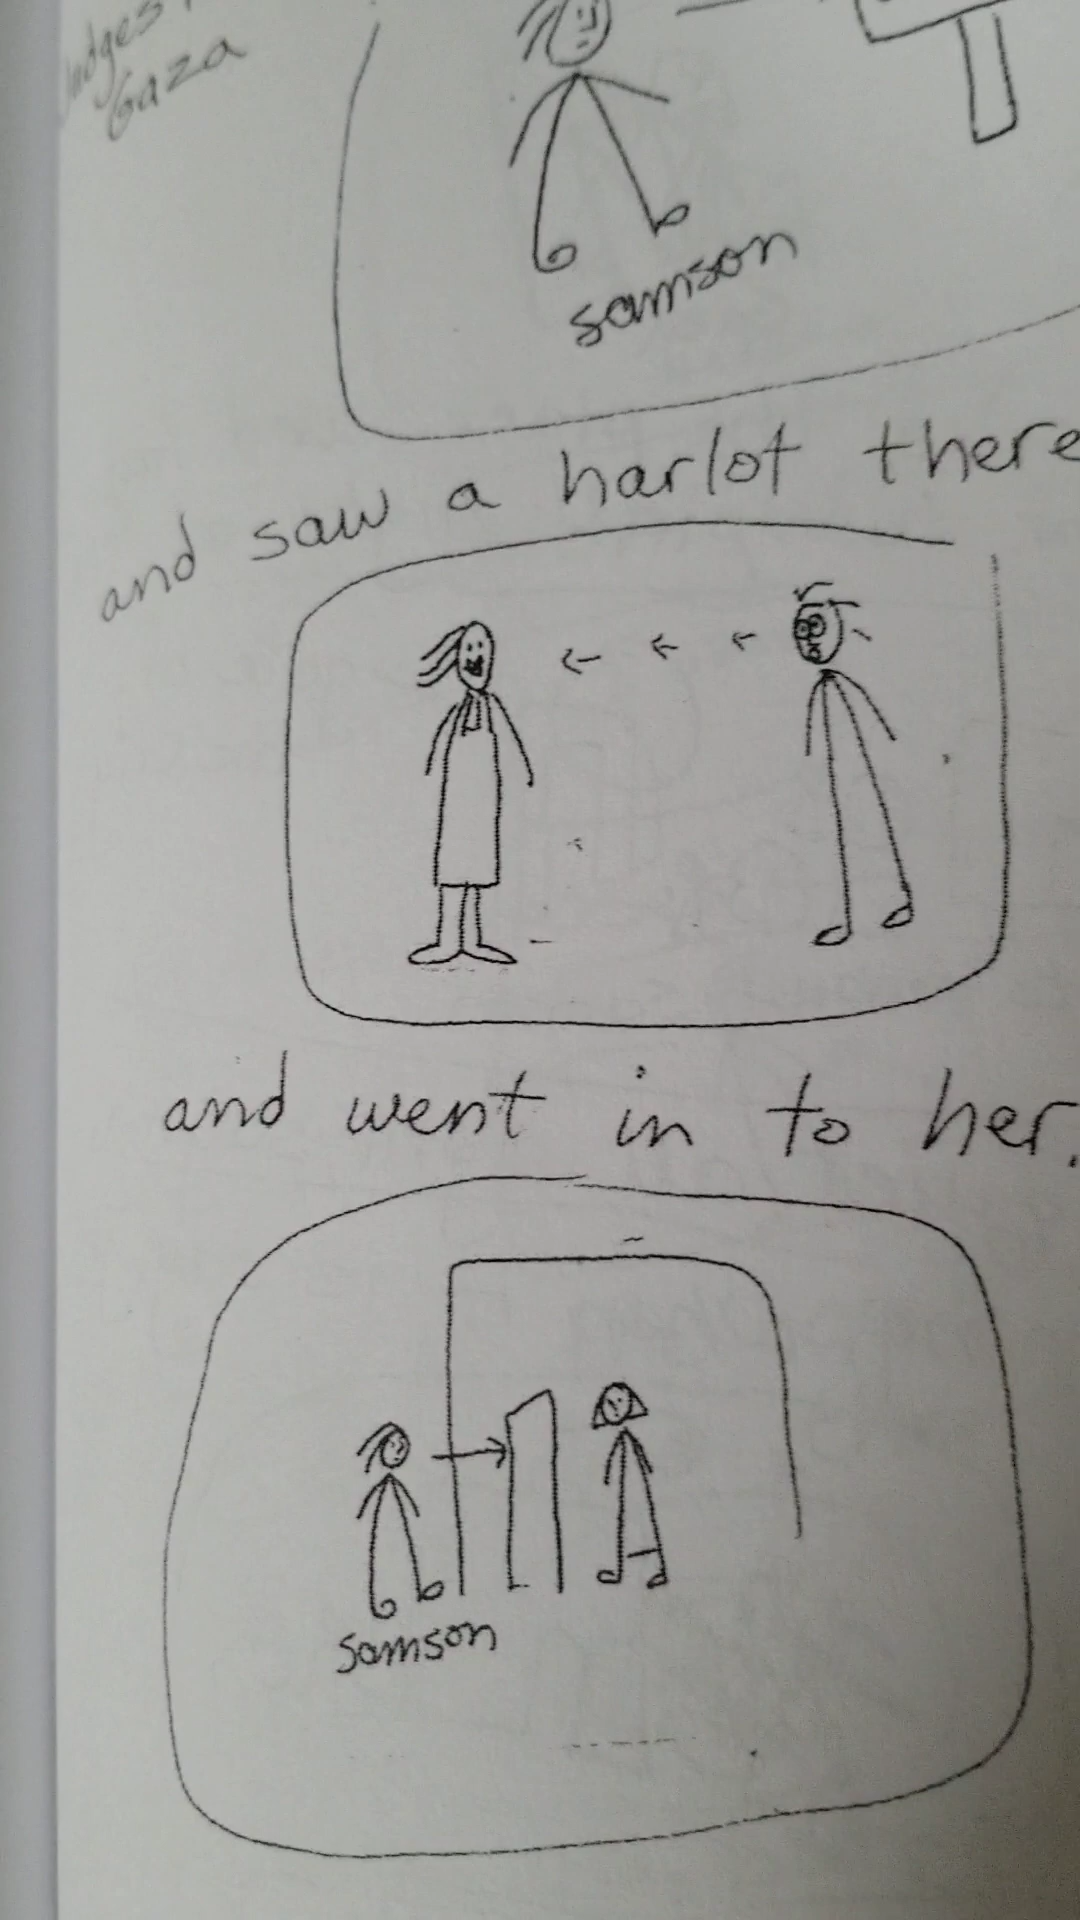 Judges
Gaza
samson
and saw a harlot there
and went in to her.
samson